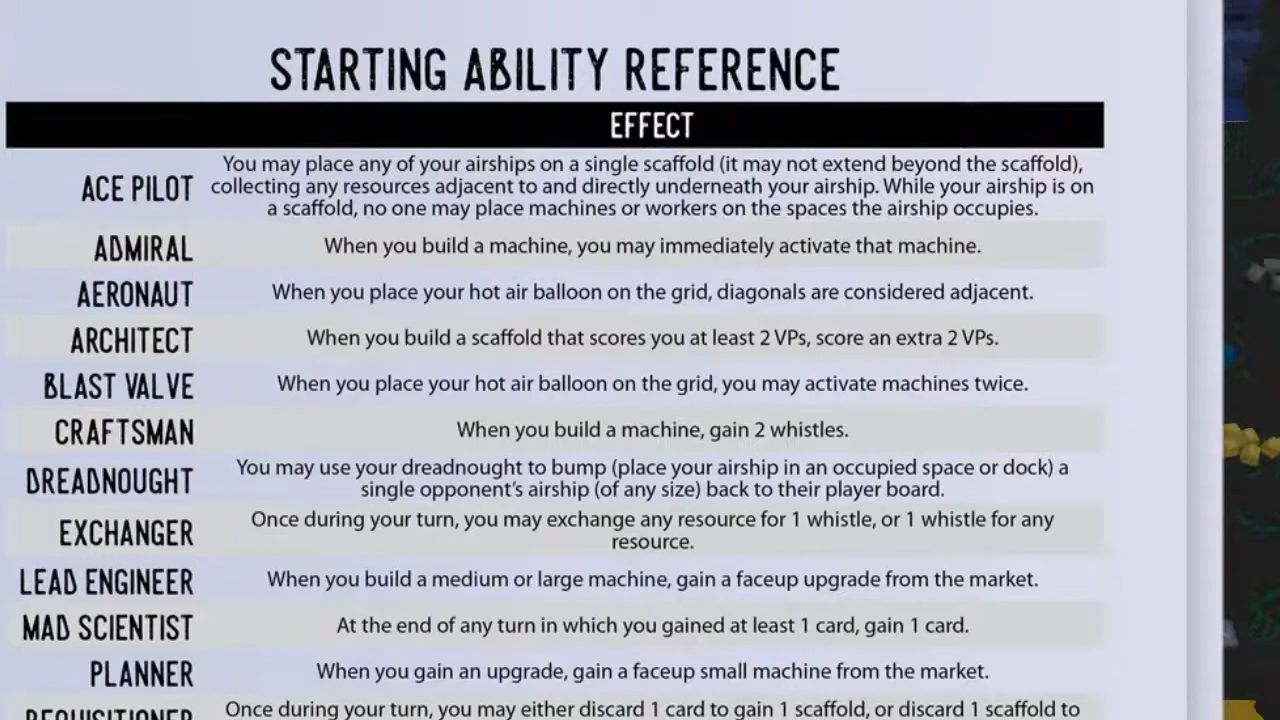 STARTING ABILITY REFERENCE
EFFECT
ACE PILOT
You may place any of your airships on a single scaffold (it may not extend beyond the scaffold),
collecting any resources adjacent to and directly underneath your airship. While your airship is on
a scaffold, no one may place machines or workers on the spaces the airship occupies.
ADMIRAL When you build a machine, you may immediately activate that machine.
AERONAUT When you place your hot air balloon on the grid, diagonals are considered adjacent.
ARCHITECT When you build a scaffold that scores you at least 2 VPs, score an extra 2 VPs.
BLAST VALVE When you place your hot air balloon on the grid, you may activate machines twice.
CRAFTSMAN When you build a machine, gain 2 whistles.
DREADNOUGHT
You may use your dreadnought to bump (place your airship in an occupied space or dock) a
single opponent's airship (of any size) back to their player board.
EXCHANGER
Once during your turn, you may exchange any resource for 1 whistle, or 1 whistle for any
resource.
LEAD ENGINEER When you build a medium or large machine, gain a faceup upgrade from the market.
MAD SCIENTIST At the end of any turn in which you gained at least 1 card, gain 1 card.
PLANNER When you gain an upgrade, gain a faceup small machine from the market.
REQUISITIONER Once during your turn, you may either discard 1 card to gain 1 scaffold, or discard 1 scaffold to